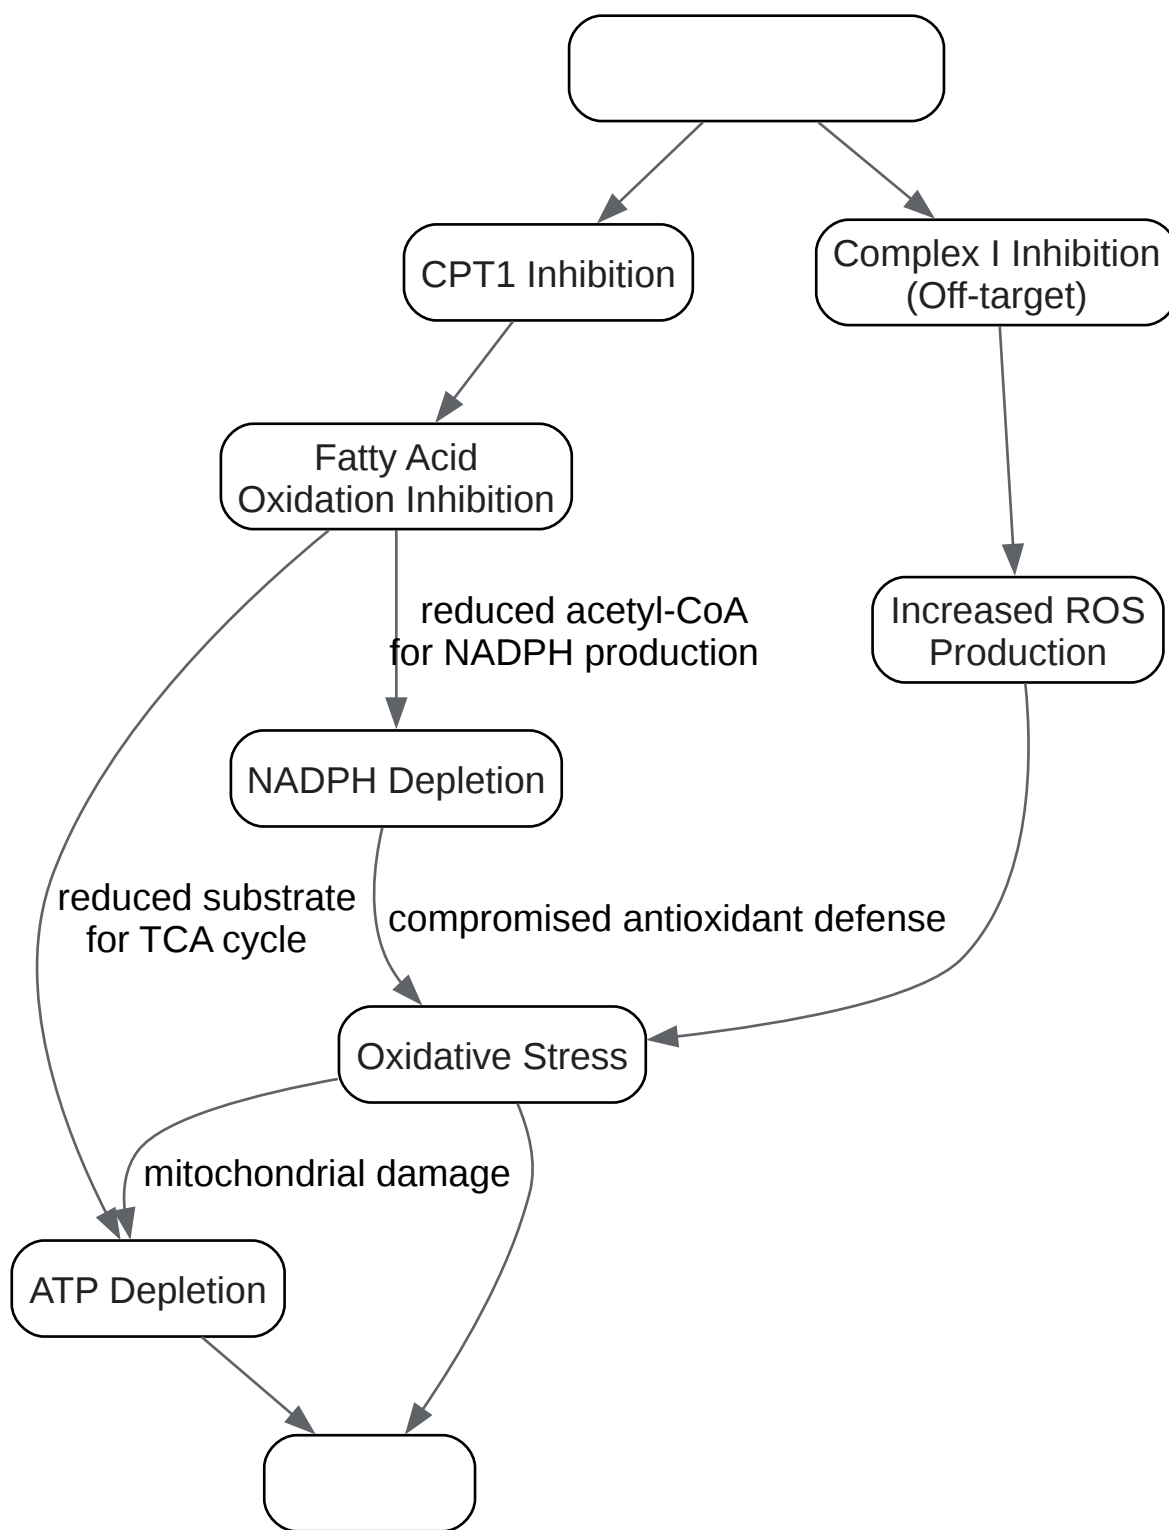 CPT1 Inhibition
Complex I Inhibition
(Off-target)
Fatty Acid
Oxidation Inhibition
reduced acetyl-CoA
for NADPH production
Increased ROS
Production
NADPH Depletion
reduced substrate
for TCA cycle
compromised antioxidant defense
Oxidative Stress
mitochondrial damage
ATP Depletion